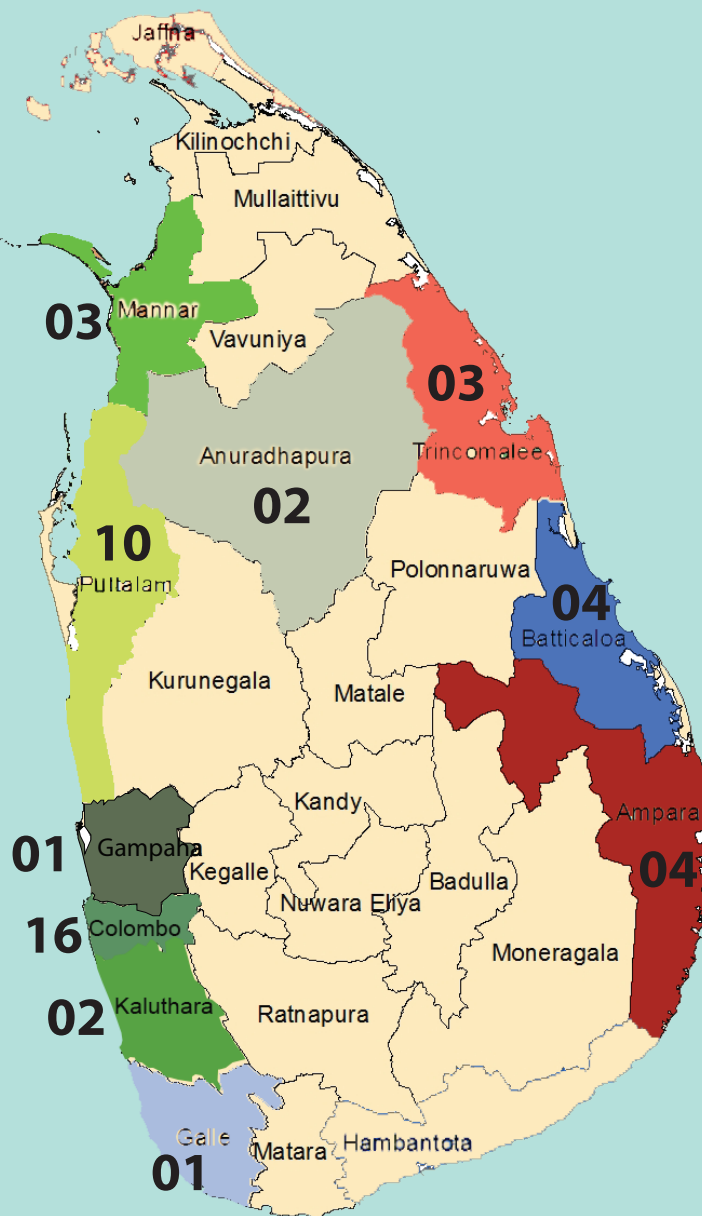 Jaffna
Kilinochchi
Mullaittivu
Mannar
03
Vavuniya
03
Trincomalee
Anuradhapura
02
10
Puttalam
Polonnaruwa
04
Batticaloa
Kurunegala
Matale
Kandy
Ampara
04
01
Gampaha
Kegalle
Badulla
Nuwara Eliya
16
Colombo
Moneragala
02
Kaluthara
Ratnapura
Galle
01
Matara
Hambantota